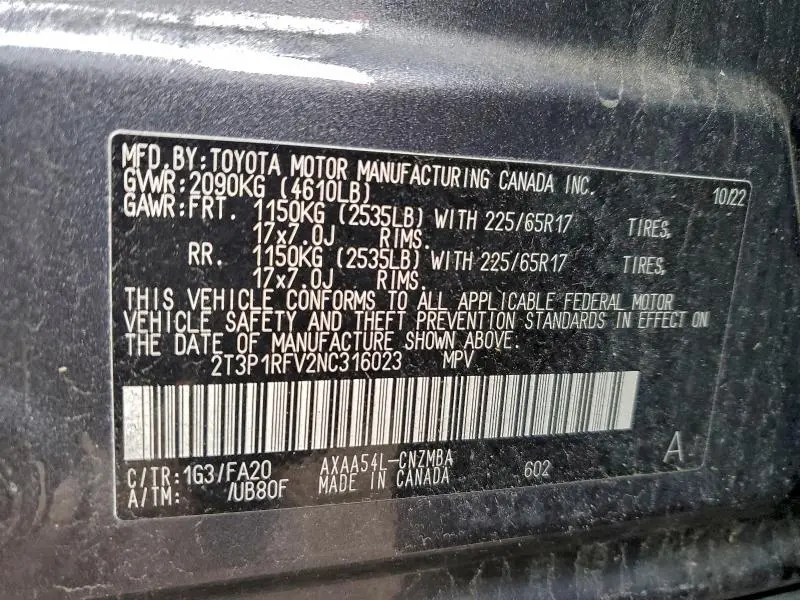 MFD.BY:TOYOTA MOTOR MANUFACTURING CANADA INC. 10/22
GVWR:2090KG (4610LB)
GAWR:FRT. 1150KG (2535LB) WITH 225/65R17 TIRES,
17x7.0J RIMS.
RR. 1150KG (2535LB) WITH 225/65R17 TIRES,
17x7.0J RIMS.
THIS VEHICLE CONFORMS TO ALL APPLICABLE FEDERAL MOTOR
VEHICLE SAFETY AND THEFT PREVENTION STANDARDS IN EFFECT ON
THE DATE OF MANUFACTURE SHOWN ABOVE.
2T3P1RFV2NC316023 MPV
C/TR:1G3/FA20 AXAA54L-CNZMBA 602 A
A/TM: /UB80F MADE IN CANADA